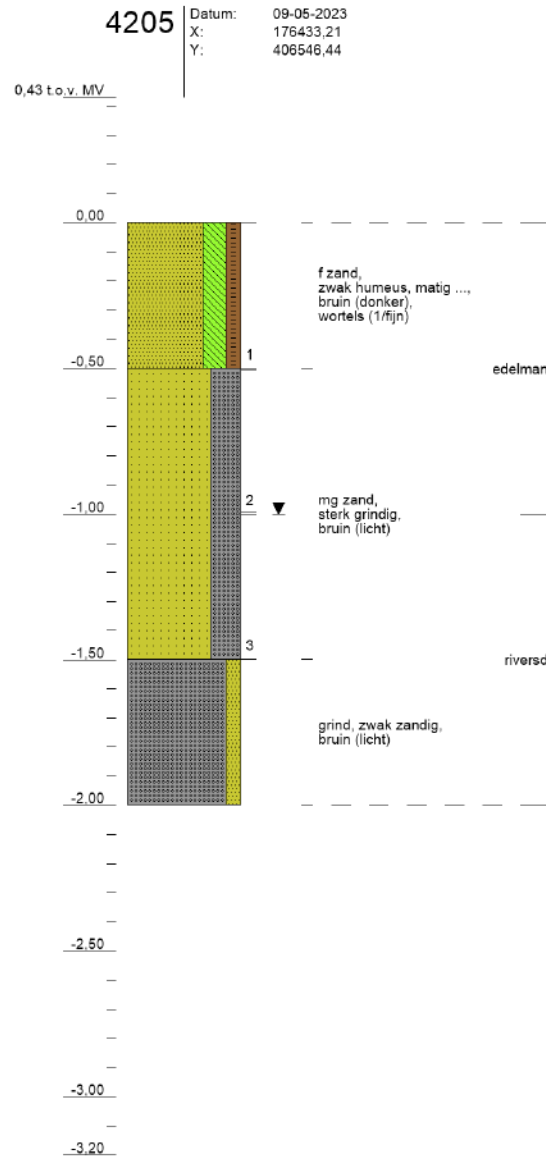 4205
Datum: 09-05-2023
X: 176433,21
Y: 406546,44
0,43 t.o.v. MV
0,00
f zand,
zwak humeus, matig ...,
bruin (donker),
wortels (1/fijn)
1
-0,50
edelman
2
-1,00
mg zand,
sterk grindig,
bruin (licht)
3
-1,50
riversd
grind, zwak zandig,
bruin (licht)
-2,00
-2,50
-3,00
-3,20